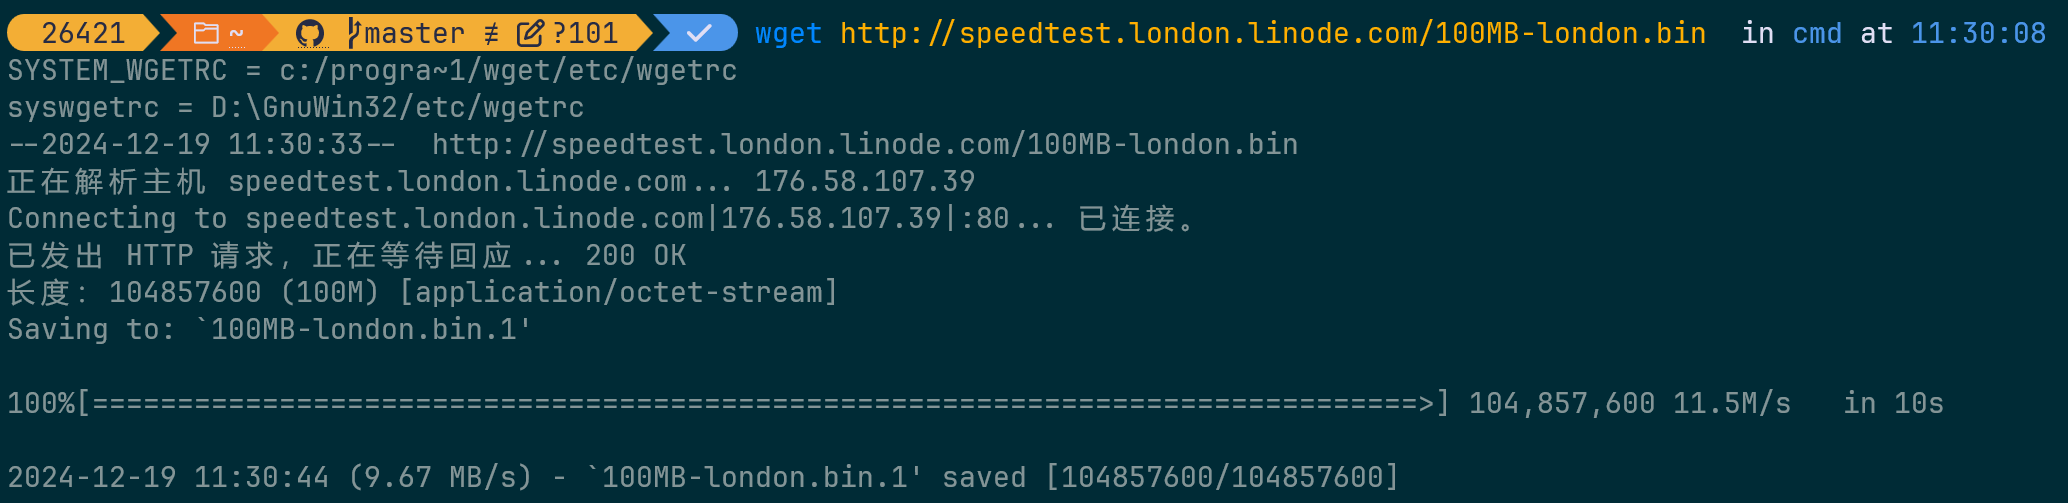 26421 ~ master ≢ ?101 wget http://speedtest.london.linode.com/100MB-london.bin in cmd at 11:30:08
SYSTEM_WGETRC = c:/progra~1/wget/etc/wgetrc
syswgetrc = D:\GnuWin32/etc/wgetrc
--2024-12-19 11:30:33--  http://speedtest.london.linode.com/100MB-london.bin
正在解析主机 speedtest.london.linode.com... 176.58.107.39
Connecting to speedtest.london.linode.com|176.58.107.39|:80... 已连接。
已发出 HTTP 请求，正在等待回应... 200 OK
长度：104857600 (100M) [application/octet-stream]
Saving to: `100MB-london.bin.1'
100%[==============================================================================>] 104,857,600 11.5M/s   in 10s
2024-12-19 11:30:44 (9.67 MB/s) - `100MB-london.bin.1' saved [104857600/104857600]